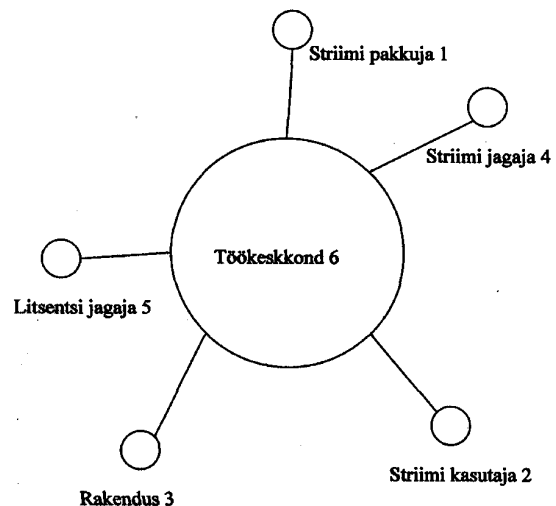 Striimi pakkuja 1
Striimi jagaja 4
Töökeskkond 6
Litsentsi jagaja 5
Striimi kasutaja 2
Rakendus 3